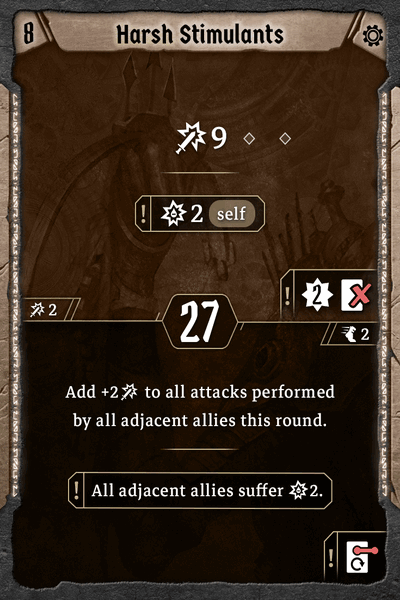 8
Harsh Stimulants
9
! 2 self
2
! 2
27
2
Add +2 to all attacks performed
by all adjacent allies this round.
! All adjacent allies suffer 2.
!